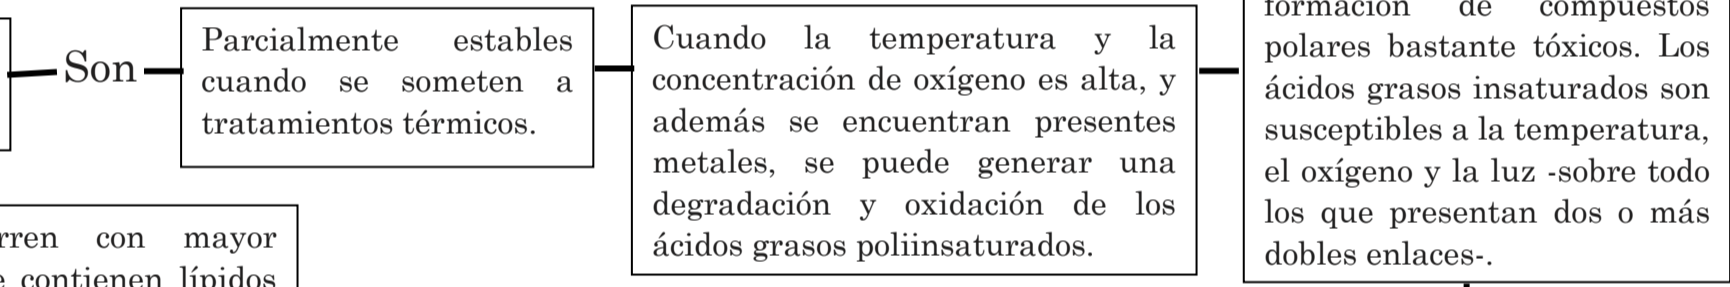 Son
Parcialmente estables
cuando se someten a
tratamientos térmicos.
Cuando la temperatura y la
concentración de oxígeno es alta, y
además se encuentran presentes
metales, se puede generar una
degradación y oxidación de los
ácidos grasos poliinsaturados.
formación de compuestos
polares bastante tóxicos. Los
ácidos grasos insaturados son
susceptibles a la temperatura,
el oxígeno y la luz -sobre todo
los que presentan dos o más
dobles enlaces-.
con mayor
contienen lípidos